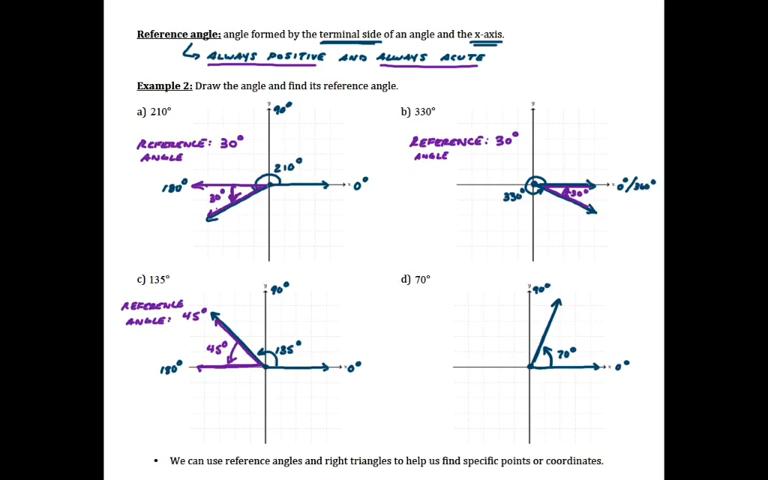 Reference angle: angle formed by the terminal side of an angle and the x-axis.
ALWAYS POSITIVE AND ALWAYS ACUTE
Example 2: Draw the angle and find its reference angle.
a) 210°
REFERENCE: 30°
ANGLE
90°
210°
180°
0°
30°
b) 330°
REFERENCE: 30°
ANGLE
0°/360°
330°
30°
c) 135°
REFERENCE
ANGLE: 45°
90°
45°
135°
180°
0°
d) 70°
90°
70°
0°
• We can use reference angles and right triangles to help us find specific points or coordinates.